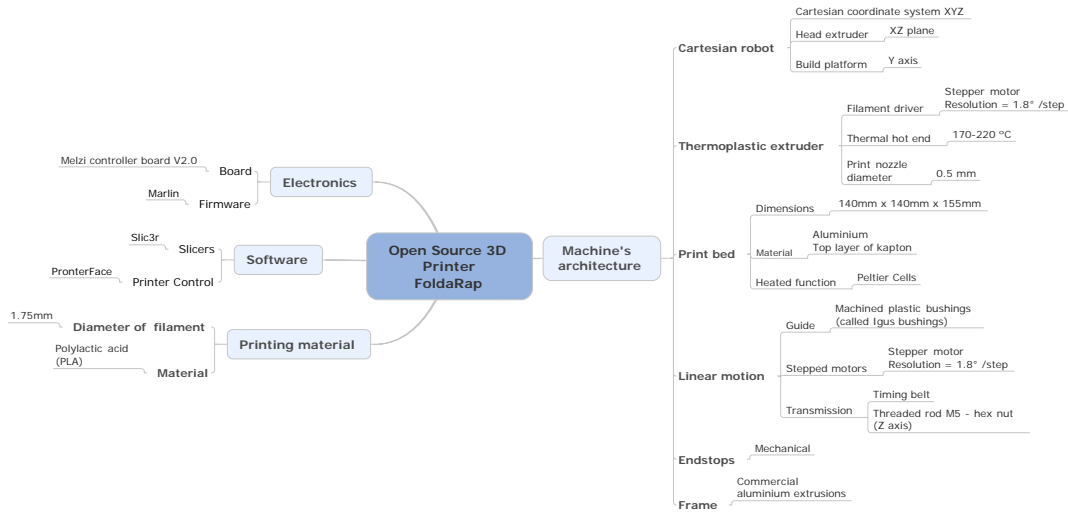 Open Source 3D
Printer
FoldaRap
Electronics
Board
Melzi controller board V2.0
Firmware
Marlin
Software
Slicers
Slic3r
Printer Control
PronterFace
Printing material
Diameter of filament
1.75mm
Material
Polylactic acid
(PLA)
Machine's
architecture
Cartesian robot
Cartesian coordinate system XYZ
Head extruder
XZ plane
Build platform
Y axis
Thermoplastic extruder
Filament driver
Stepper motor
Resolution = 1.8° /step
Thermal hot end
170-220 ºC
Print nozzle
diameter
0.5 mm
Print bed
Dimensions
140mm x 140mm x 155mm
Material
Aluminium
Top layer of kapton
Heated function
Peltier Cells
Linear motion
Guide
Machined plastic bushings
(called Igus bushings)
Stepped motors
Stepper motor
Resolution = 1.8° /step
Transmission
Timing belt
Threaded rod M5 - hex nut
(Z axis)
Endstops
Mechanical
Frame
Commercial
aluminium extrusions